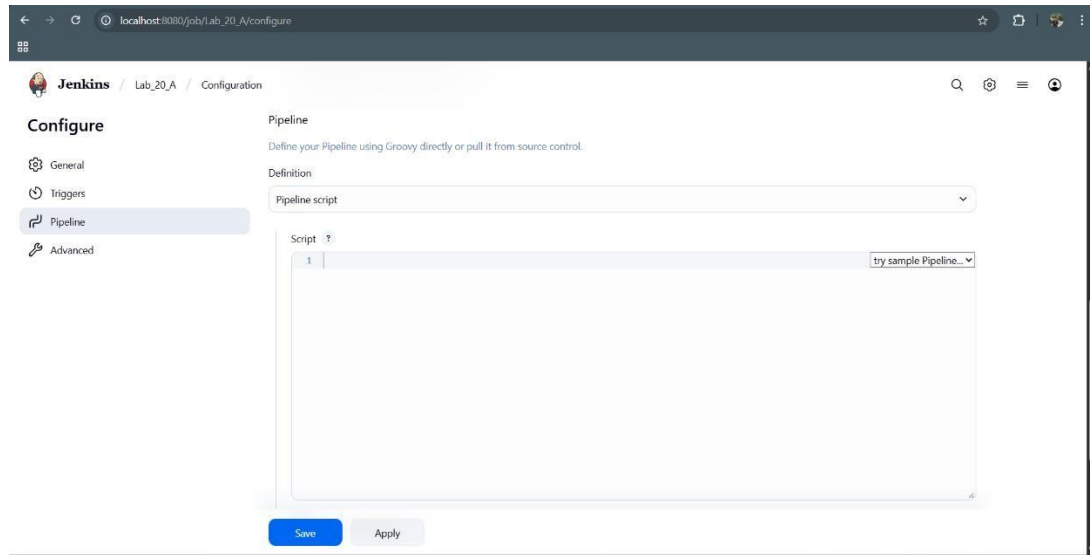 localhost:8080/job/Lab_20_A/configure
Jenkins / Lab_20_A / Configuration
Configure
General
Triggers
Pipeline
Advanced
Pipeline
Define your Pipeline using Groovy directly or pull it from source control.
Definition
Pipeline script
Script ?
1
try sample Pipeline...
Save Apply